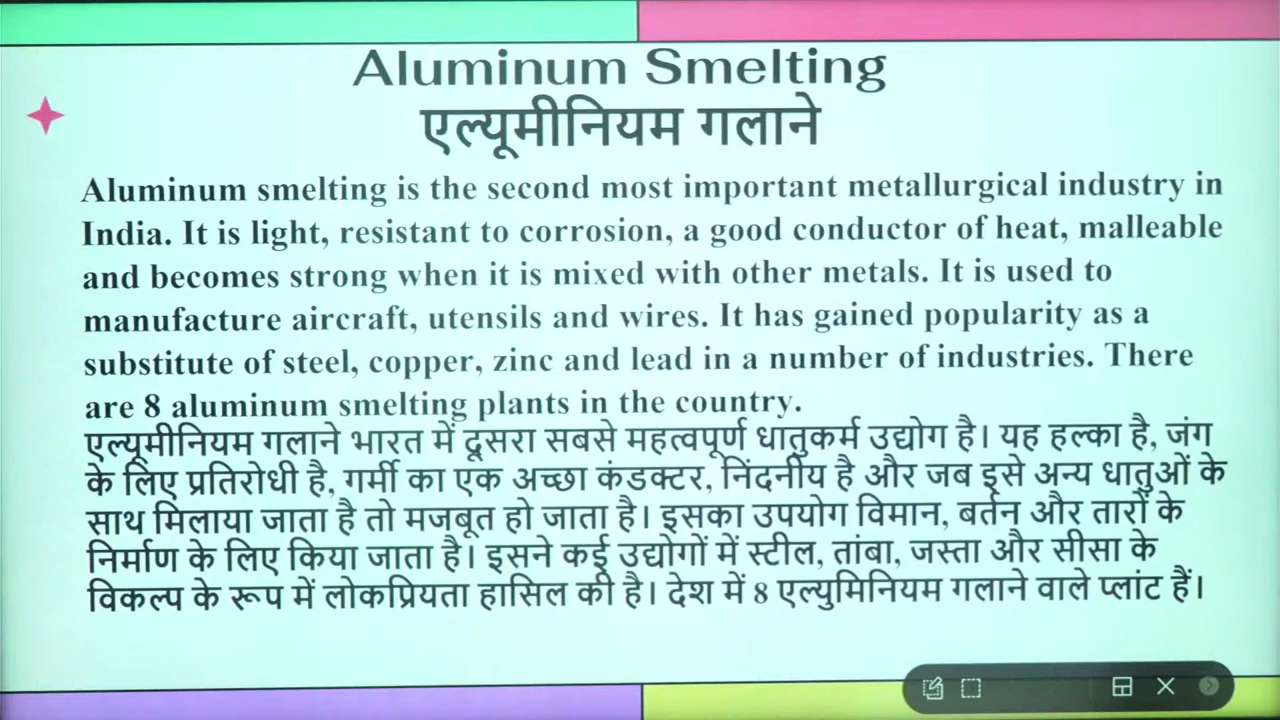 Aluminum Smelting
एल्यूमीनियम गलाने
Aluminum smelting is the second most important metallurgical industry in
India. It is light, resistant to corrosion, a good conductor of heat, malleable
and becomes strong when it is mixed with other metals. It is used to
manufacture aircraft, utensils and wires. It has gained popularity as a
substitute of steel, copper, zinc and lead in a number of industries. There
are 8 aluminum smelting plants in the country.
एल्यूमीनियम गलाने भारत में दूसरा सबसे महत्वपूर्ण धातुकर्म उद्योग है। यह हल्का है, जंग
के लिए प्रतिरोधी है, गर्मी का एक अच्छा कंडक्टर, निंदनीय है और जब इसे अन्य धातुओं के
साथ मिलाया जाता है तो मजबूत हो जाता है। इसका उपयोग विमान, बर्तन और तारों के
निर्माण के लिए किया जाता है। इसने कई उद्योगों में स्टील, तांबा, जस्ता और सीसा के
विकल्प के रूप में लोकप्रियता हासिल की है। देश में 8 एल्युमिनियम गलाने वाले प्लांट हैं।